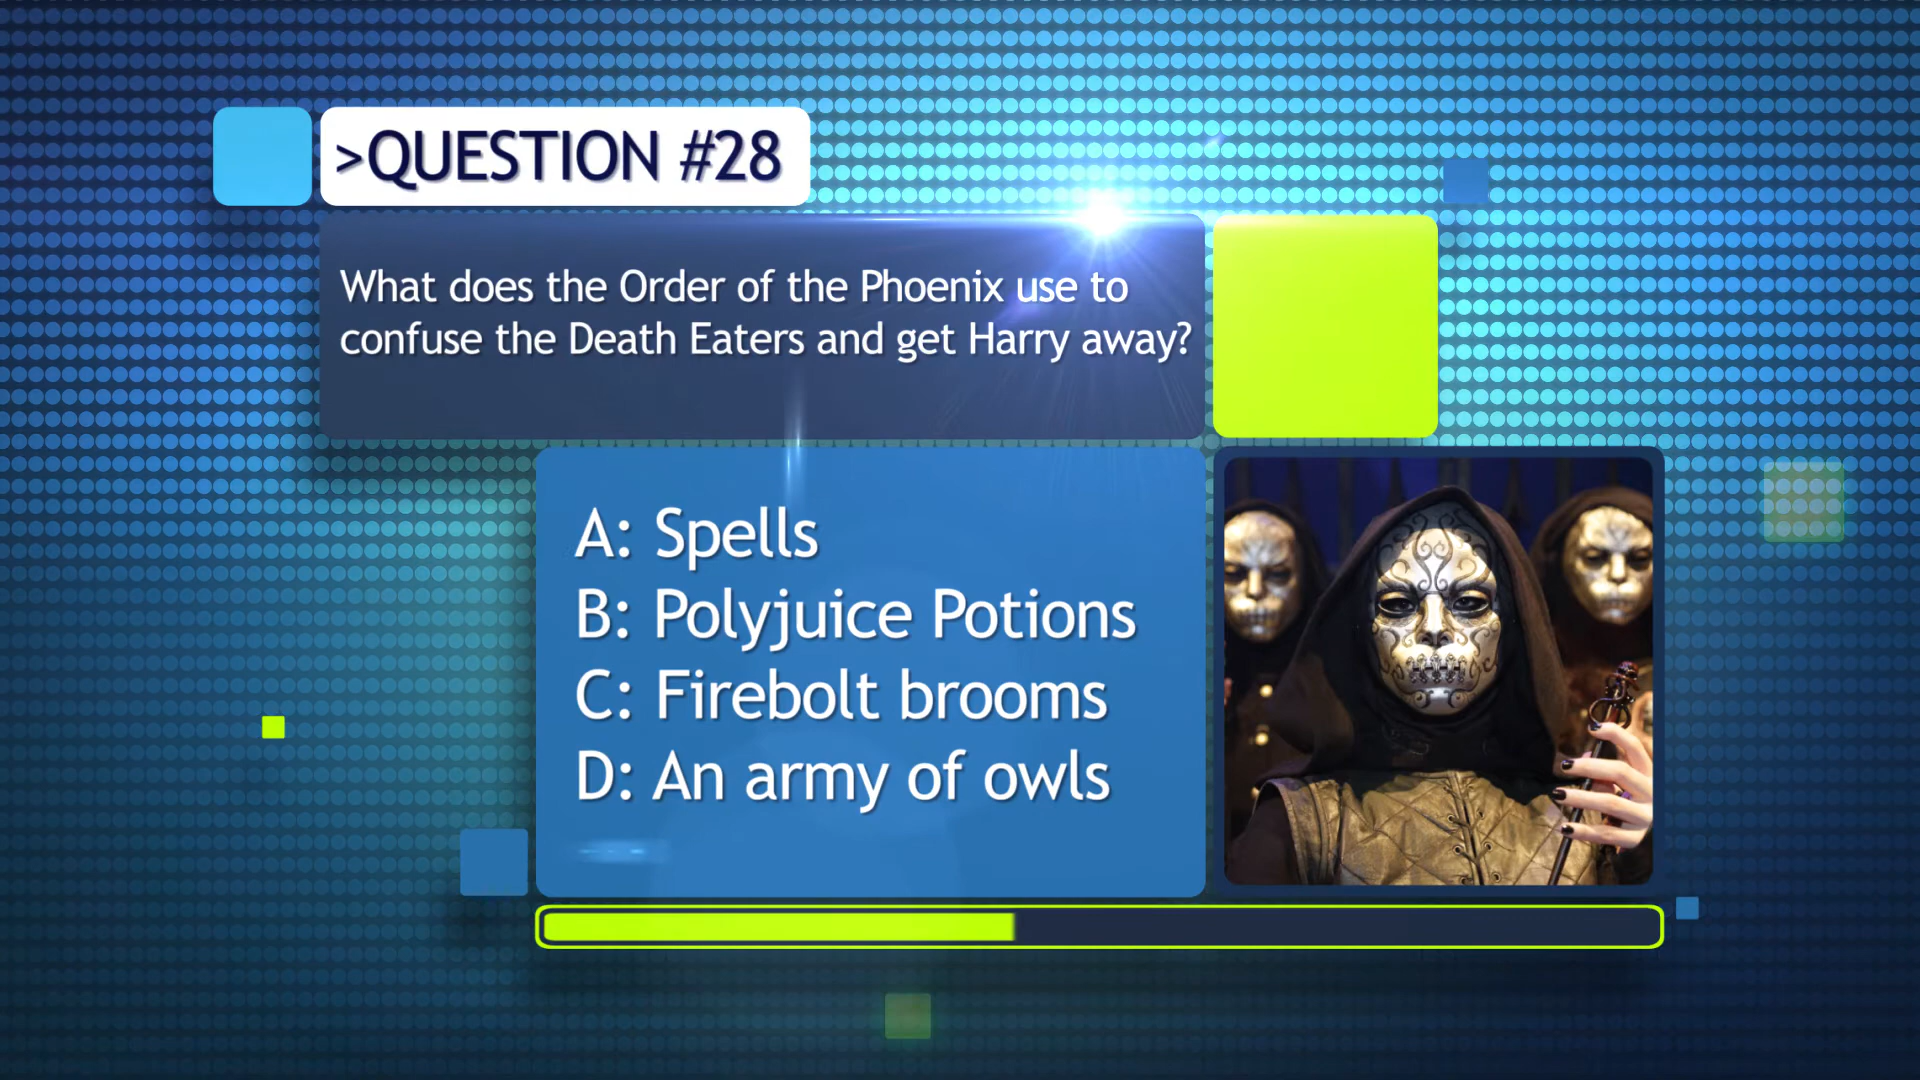 >QUESTION #28
What does the Order of the Phoenix use to
confuse the Death Eaters and get Harry away?
A: Spells
B: Polyjuice Potions
C: Firebolt brooms
D: An army of owls